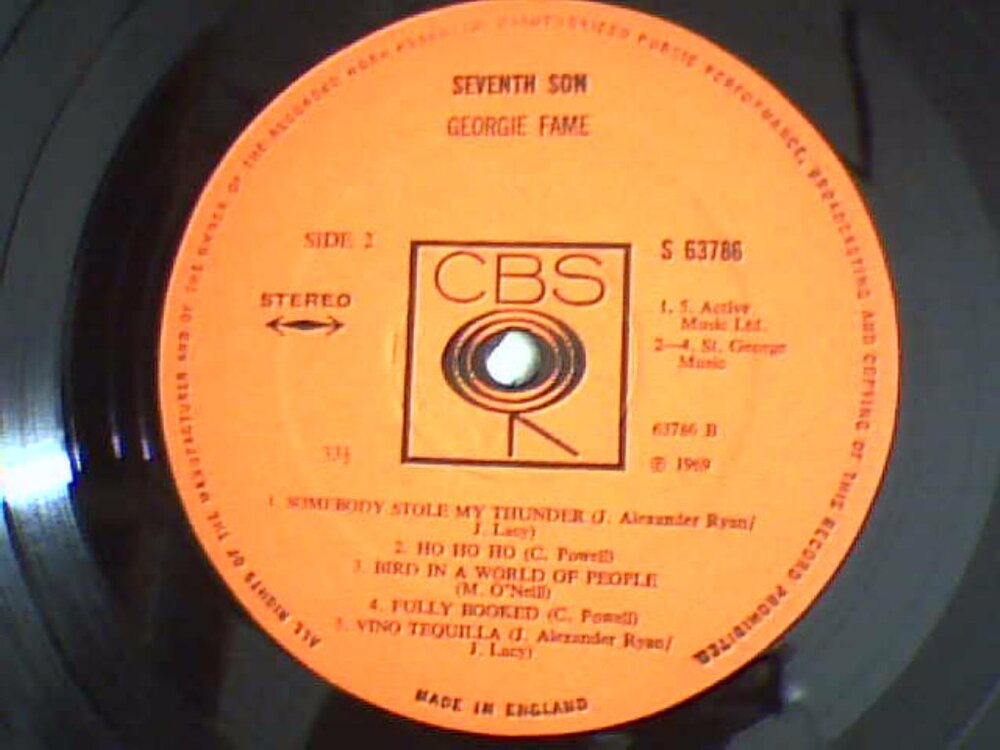 ALL RIGHTS OF THE MANUFACTURER AND OF THE OWNER OF THE RECORDED WORK RESERVED. UNAUTHORISED PUBLIC PERFORMANCE, BROADCASTING AND COPYING OF THIS RECORD PROHIBITED.
SEVENTH SON
GEORGIE FAME
SIDE 2
S 63786
CBS
STEREO
1, 5. Active
Music Ltd.
2—4, St. George
Music
63786 B
℗ 1969
33⅓
1. SOMEBODY STOLE MY THUNDER (J. Alexander Ryan/
J. Lacy)
2. HO HO HO (C. Powell)
3. BIRD IN A WORLD OF PEOPLE
(M. O'Neill)
4. FULLY BOOKED (C. Powell)
5. VINO TEQUILLA (J. Alexander Ryan/
J. Lacy)
MADE IN ENGLAND